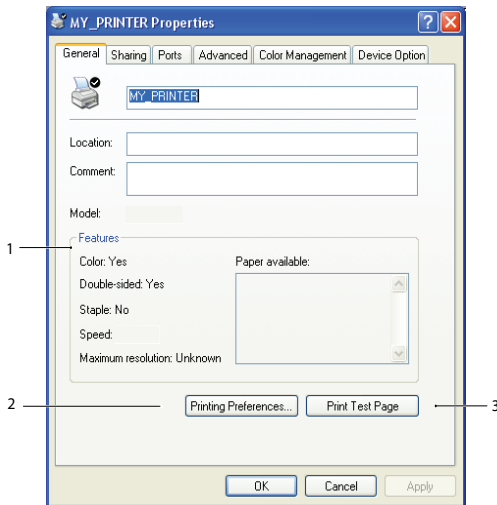 MY_PRINTER Properties
General Sharing Ports Advanced Color Management Device Option
MY_PRINTER
Location:
Comment:
Model:
1
Features
Color: Yes Paper available:
Double-sided: Yes
Staple: No
Speed:
Maximum resolution: Unknown
2 Printing Preferences... Print Test Page 3
OK Cancel Apply